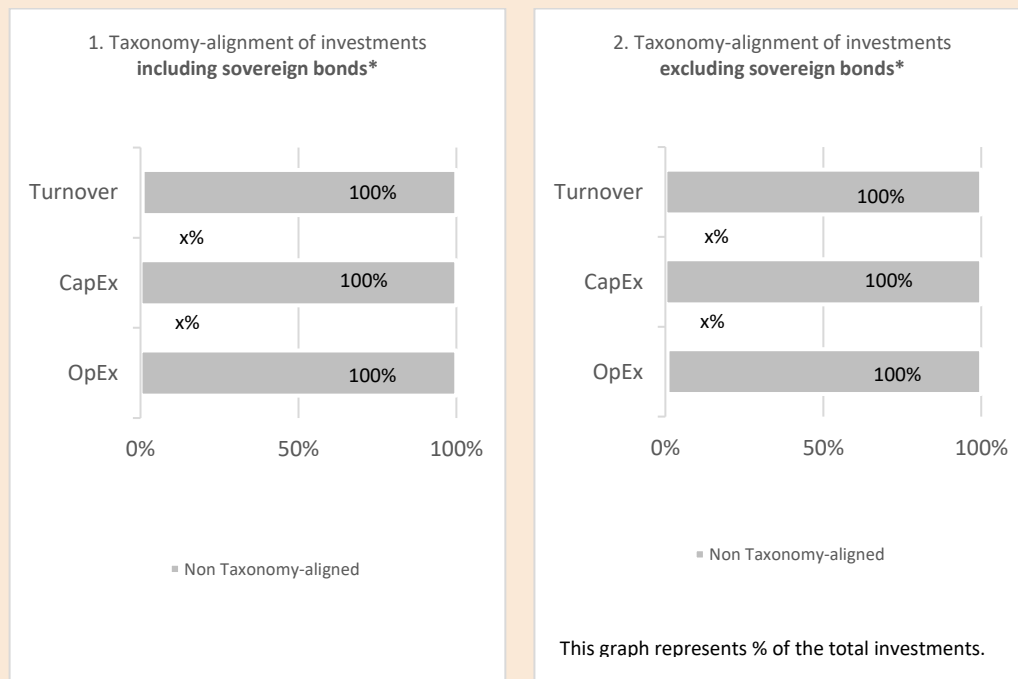 1. Taxonomy-alignment of investments
including sovereign bonds*
Turnover
100%
x%
CapEx
100%
x%
OpEx
100%
0%
50%
100%
Non Taxonomy-aligned
2. Taxonomy-alignment of investments
excluding sovereign bonds*
Turnover
100%
x%
CapEx
100%
x%
OpEx
100%
0%
50%
100%
Non Taxonomy-aligned
This graph represents % of the total investments.